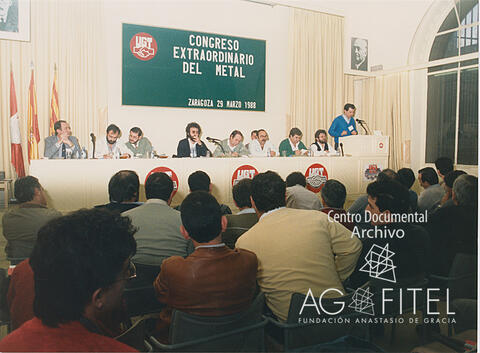 UGT
CONGRESO
EXTRAORDINARIO
DEL METAL
ZARAGOZA 29 MARZO 1988
UGT
UGT
UGT
UGT
Centro Documental
Archivo
AGFITEL
FUNDACIÓN ANASTASIO DE GRACIA